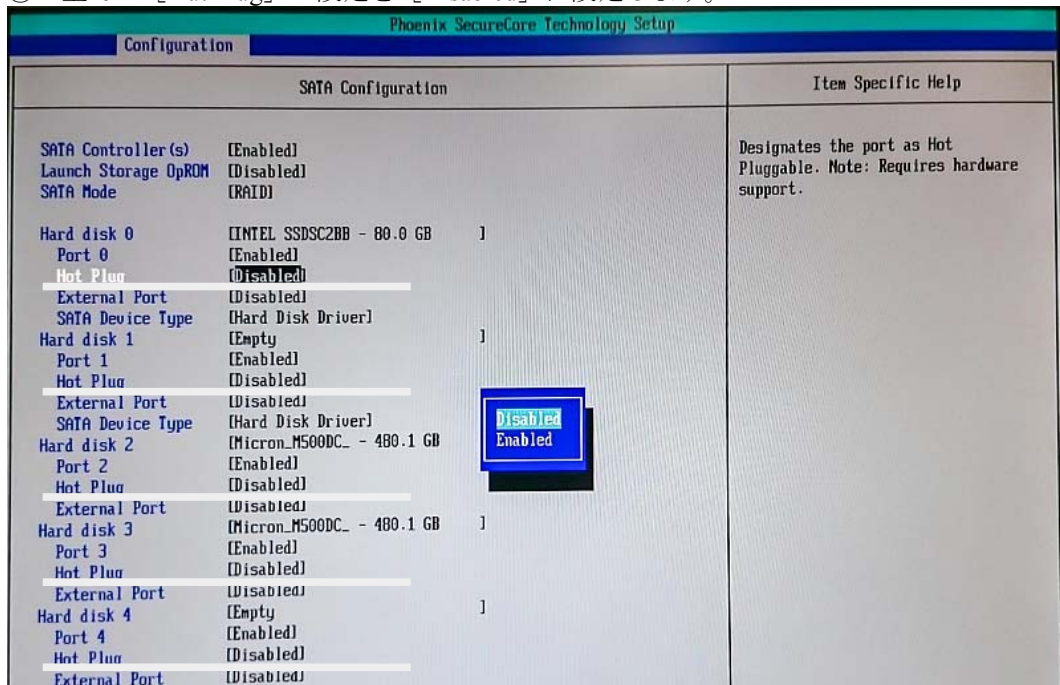 Phoenix SecureCore Technology Setup
Configuration
SATA Configuration
Item Specific Help
SATA Controller(s) [Enabled]
Launch Storage OpROM [Disabled]
SATA Mode [RAID]
Hard disk 0 [INTEL SSDSC2BB - 80.0 GB ]
Port 0 [Enabled]
Hot Plug [Disabled]
External Port [Disabled]
SATA Device Type [Hard Disk Driver]
Hard disk 1 [Empty ]
Port 1 [Enabled]
Hot Plug [Disabled]
External Port [Disabled]
SATA Device Type [Hard Disk Driver]
Hard disk 2 [Micron_M500DC_ - 480.1 GB
Port 2 [Enabled]
Hot Plug [Disabled]
External Port [Disabled]
Hard disk 3 [Micron_M500DC_ - 480.1 GB ]
Port 3 [Enabled]
Hot Plug [Disabled]
External Port [Disabled]
Hard disk 4 [Empty ]
Port 4 [Enabled]
Hot Plug [Disabled]
External Port [Disabled]
Disabled
Enabled
Designates the port as Hot
Pluggable. Note: Requires hardware
support.